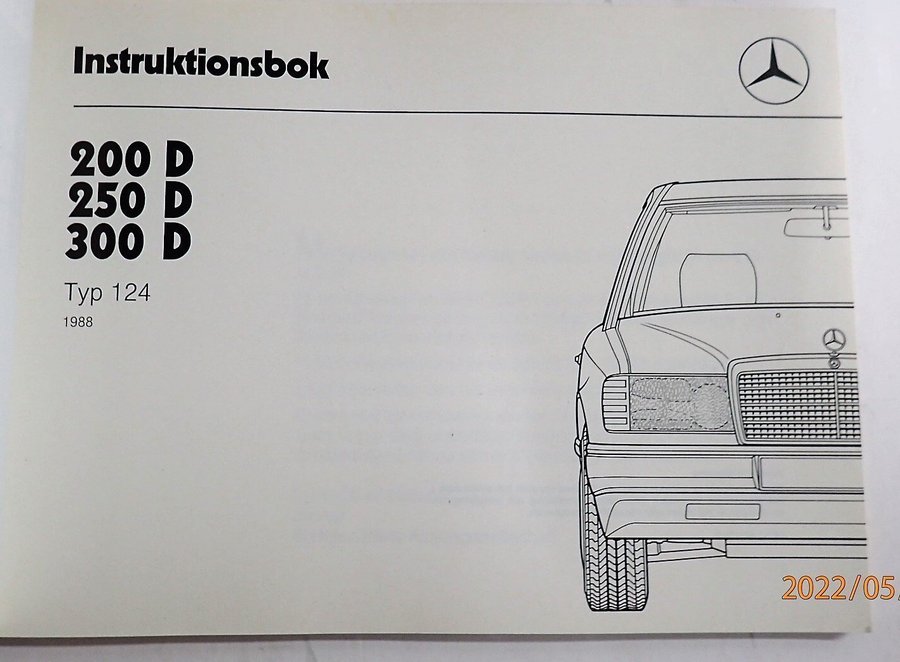 Instruktionsbok
200 D
250 D
300 D
Typ 124
1988
2022/05